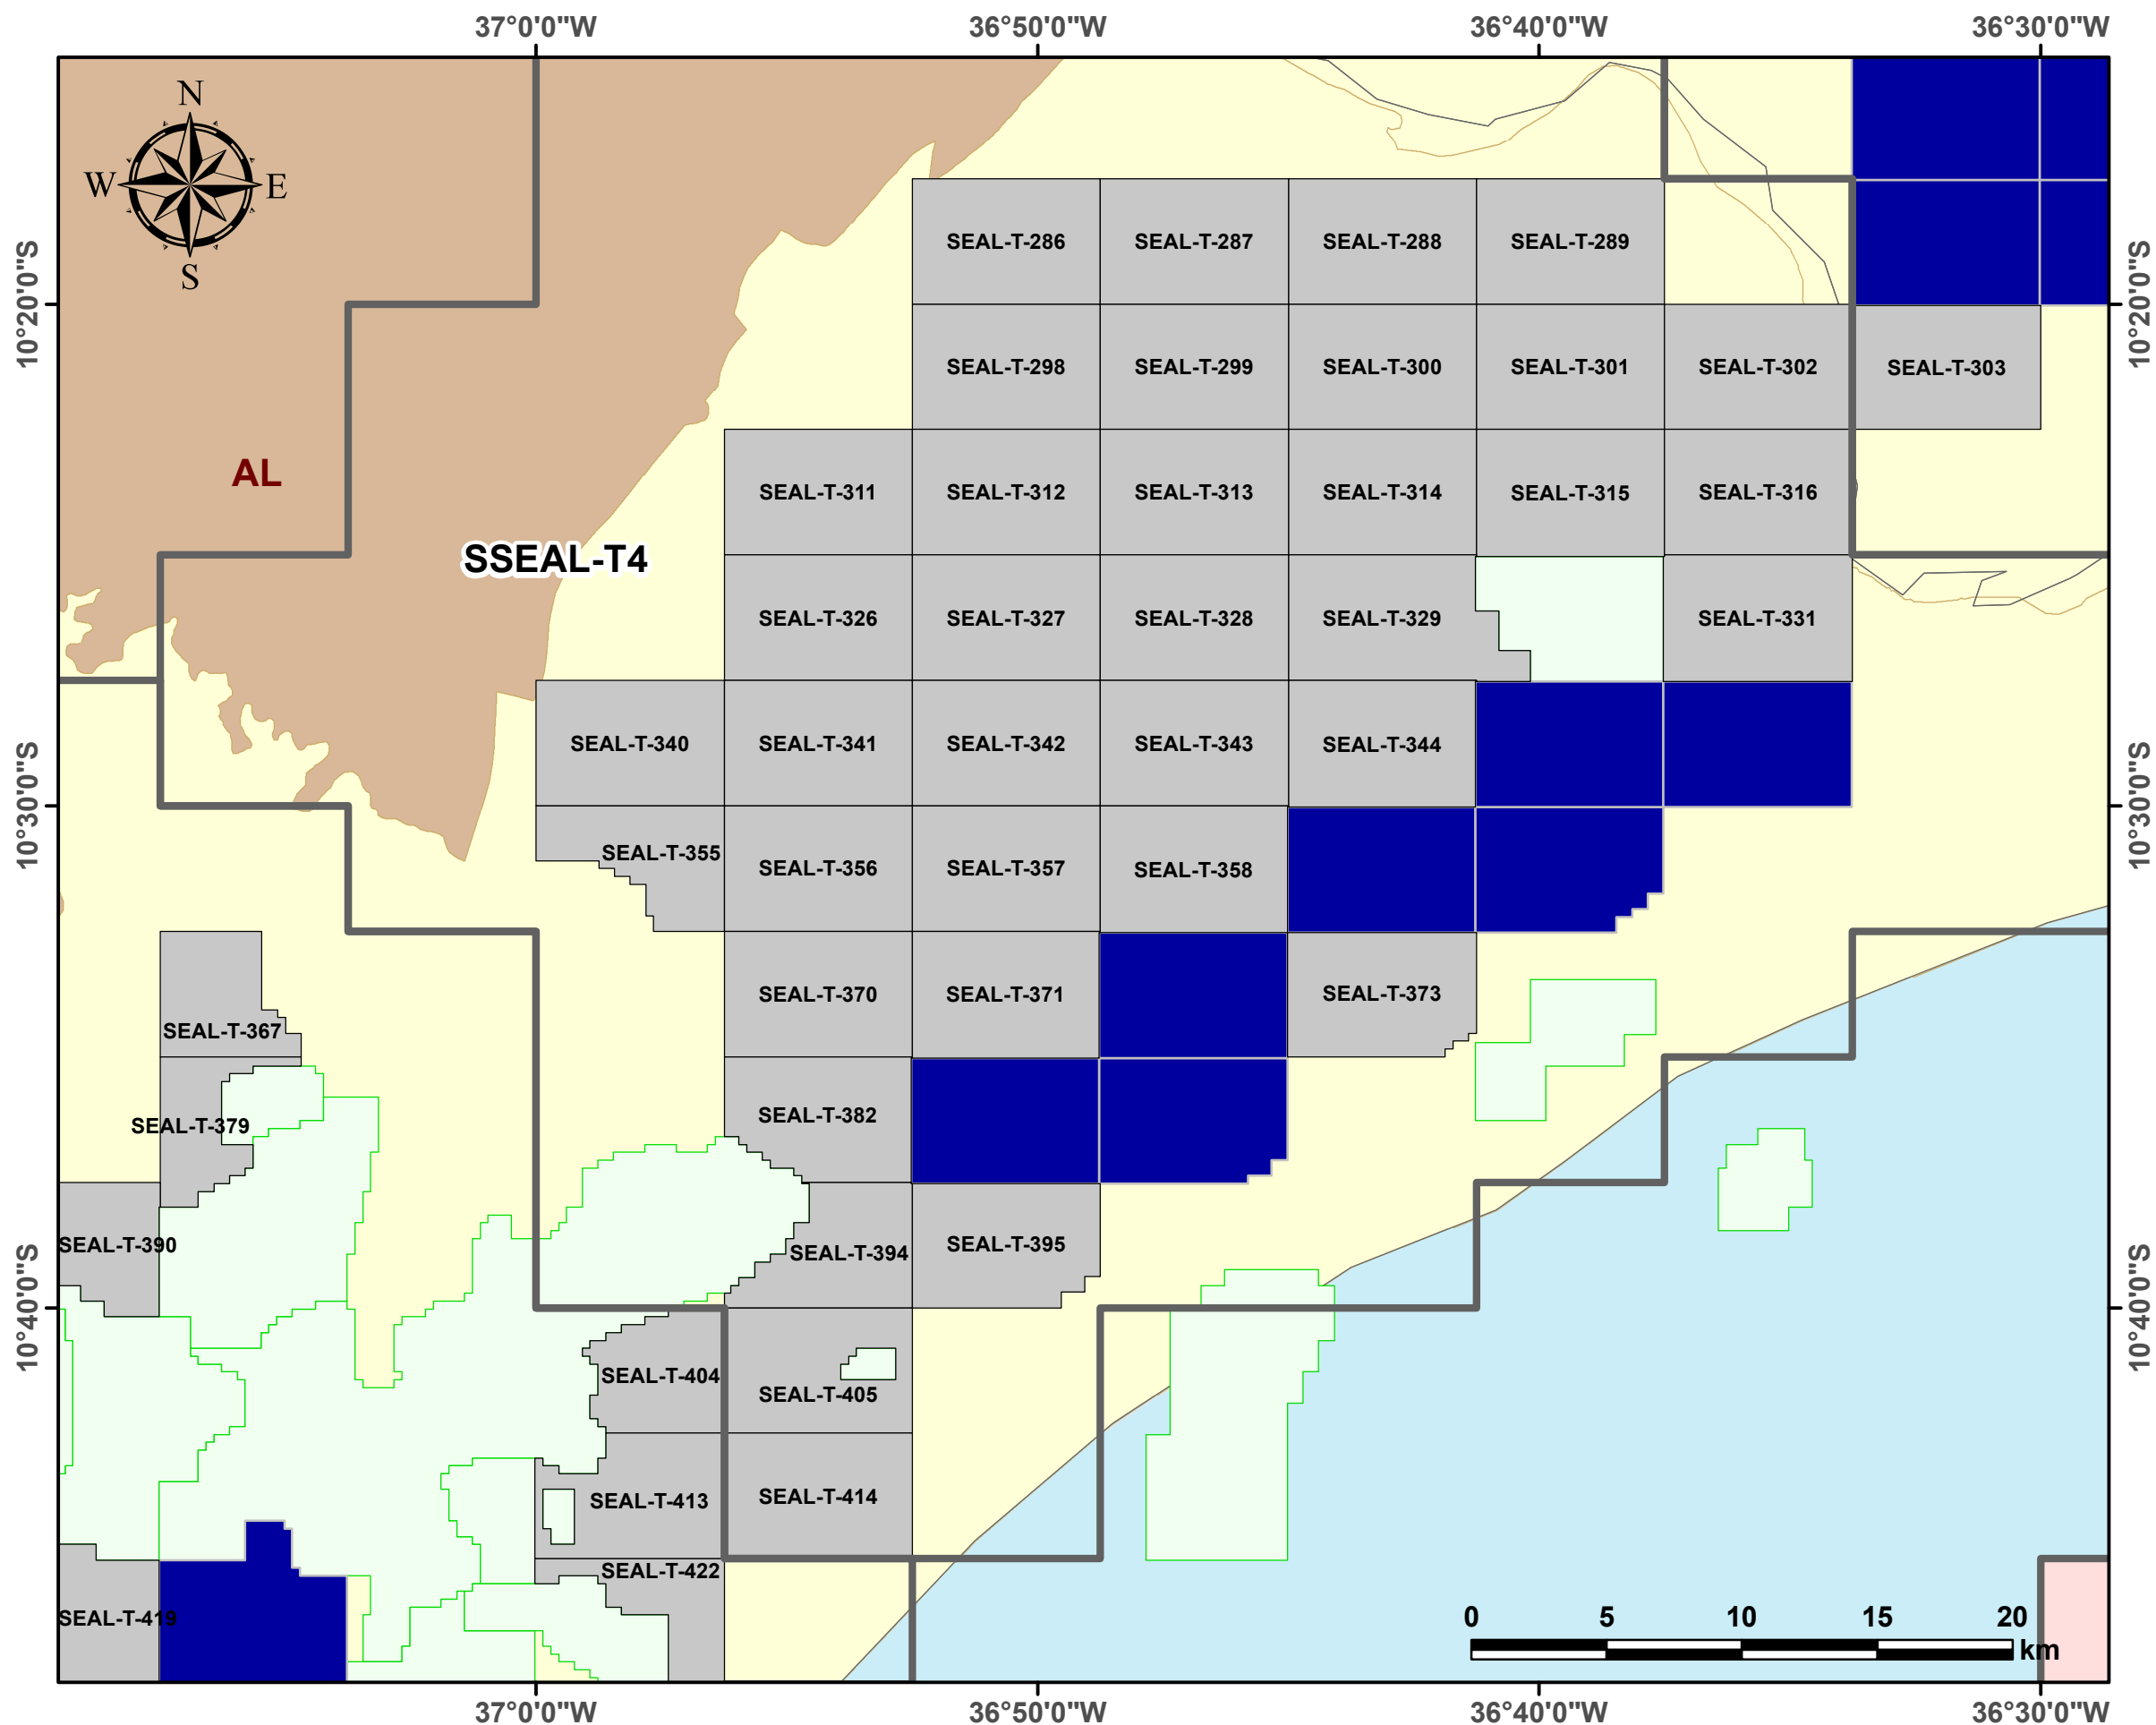 37°0'0"W 36°50'0"W 36°40'0"W 36°30'0"W
N
W E
S
SEAL-T-286 SEAL-T-287 SEAL-T-288 SEAL-T-289
10°20'0"S 10°20'0"S
SEAL-T-298 SEAL-T-299 SEAL-T-300 SEAL-T-301 SEAL-T-302 SEAL-T-303
AL
SEAL-T-311 SEAL-T-312 SEAL-T-313 SEAL-T-314 SEAL-T-315 SEAL-T-316
SSEAL-T4
SEAL-T-326 SEAL-T-327 SEAL-T-328 SEAL-T-329 SEAL-T-331
SEAL-T-340 SEAL-T-341 SEAL-T-342 SEAL-T-343 SEAL-T-344
10°30'0"S 10°30'0"S
SEAL-T-355 SEAL-T-356 SEAL-T-357 SEAL-T-358
SEAL-T-370 SEAL-T-371 SEAL-T-373
SEAL-T-367
SEAL-T-379 SEAL-T-382
SEAL-T-390 SEAL-T-394 SEAL-T-395
10°40'0"S 10°40'0"S
SEAL-T-404 SEAL-T-405
SEAL-T-413 SEAL-T-414
SEAL-T-422
SEAL-T-419
0 5 10 15 20
km
37°0'0"W 36°50'0"W 36°40'0"W 36°30'0"W